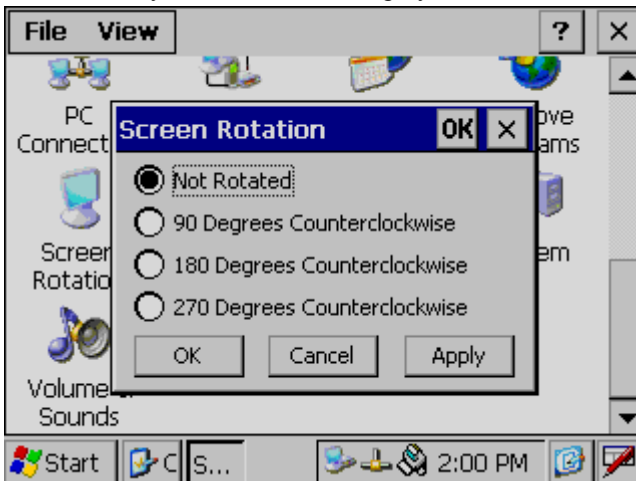 File View ? ×
PC
Connect
ove
ams
Screen Rotation OK ×
Not Rotated
90 Degrees Counterclockwise
180 Degrees Counterclockwise
270 Degrees Counterclockwise
OK Cancel Apply
Screen
Rotatio
em
Volume &
Sounds
Start C S... 2:00 PM